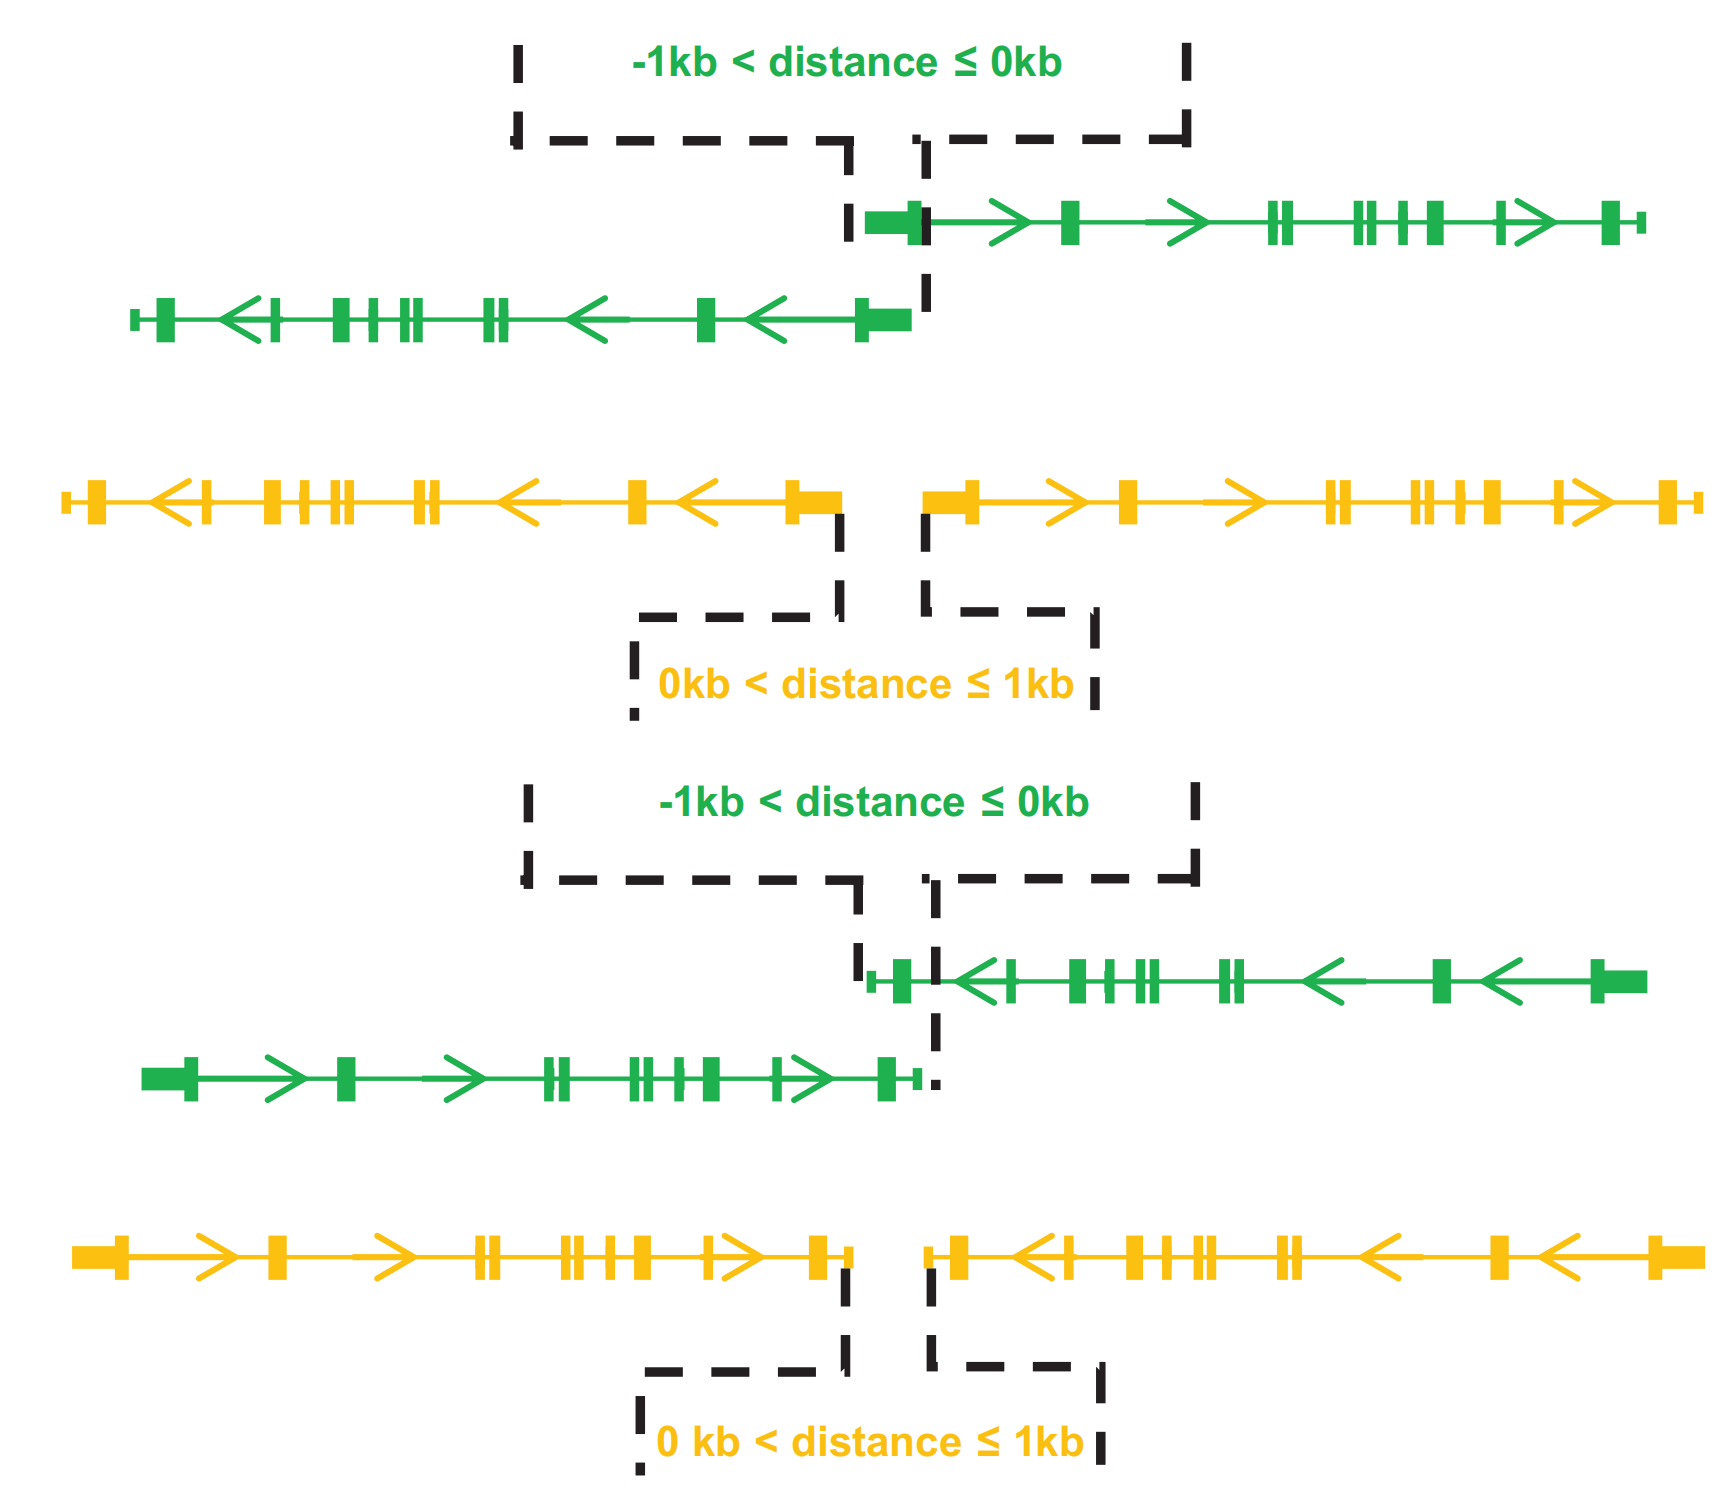 -1kb < distance ≤ 0kb
0kb < distance ≤ 1kb
-1kb < distance ≤ 0kb
0 kb < distance ≤ 1kb